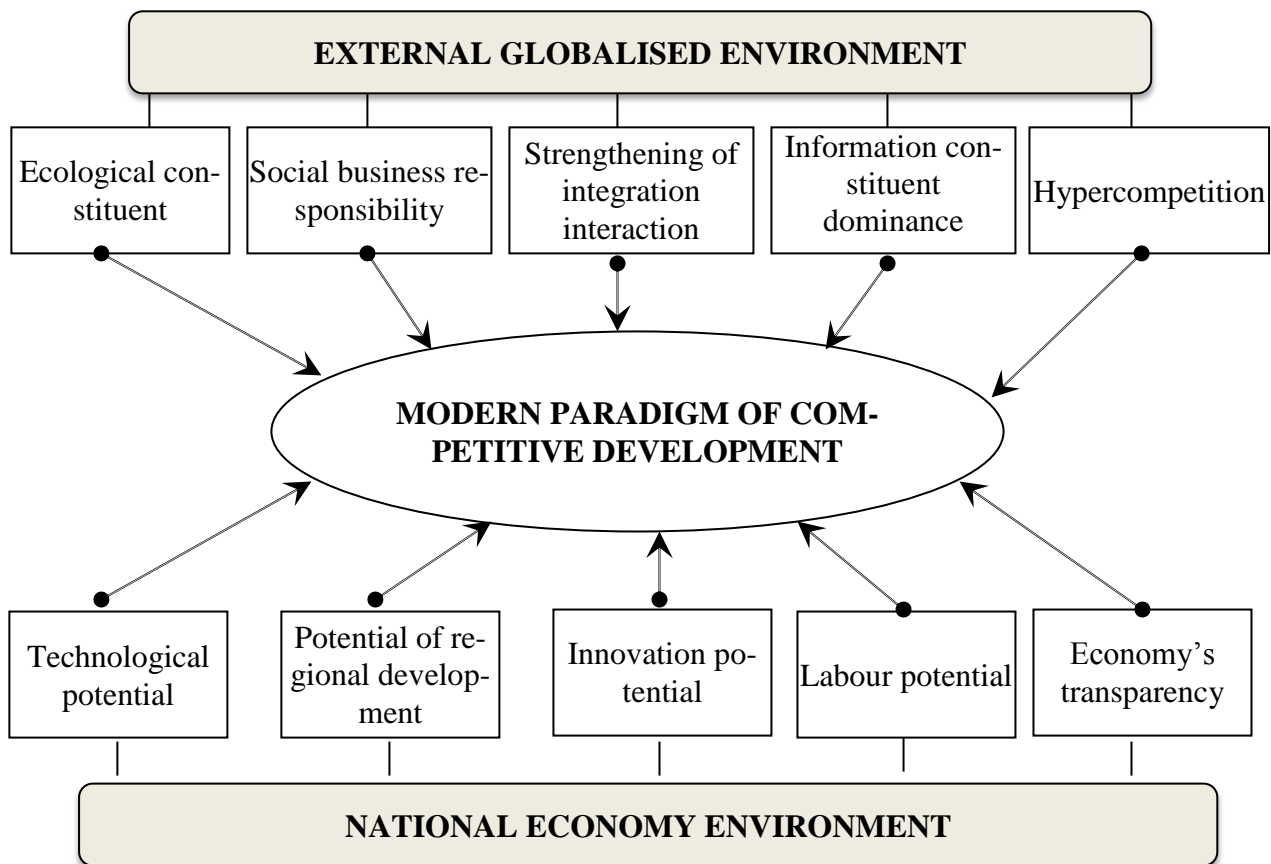 EXTERNAL GLOBALISED ENVIRONMENT
Ecological con-
stituent
Social business re-
sponsibility
Strengthening of
integration
interaction
Information con-
stituent
dominance
Hypercompetition
MODERN PARADIGM OF COM-
PETITIVE DEVELOPMENT
Technological
potential
Potential of re-
gional develop-
ment
Innovation po-
tential
Labour potential
Economy’s
transparency
NATIONAL ECONOMY ENVIRONMENT